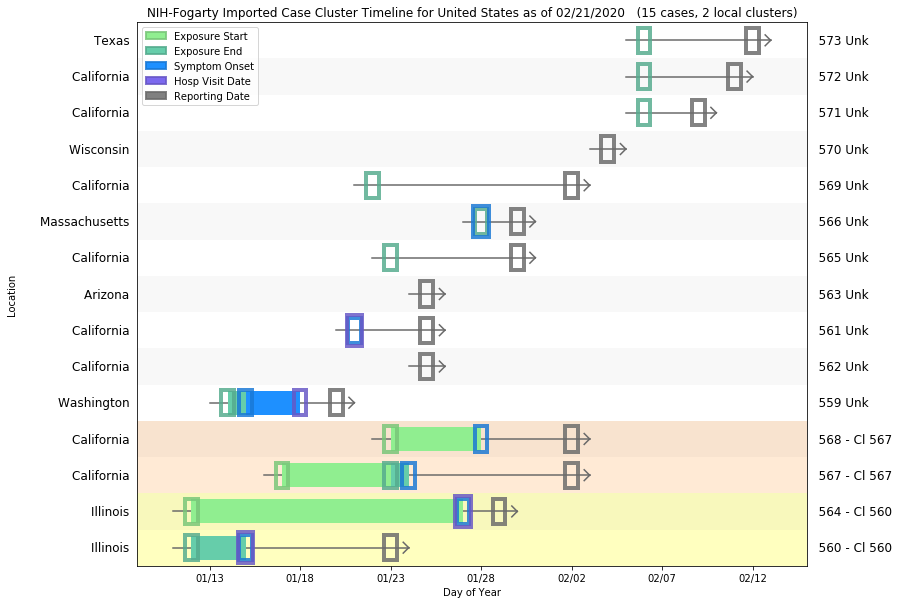 NIH-Fogarty Imported Case Cluster Timeline for United States as of 02/21/2020   (15 cases, 2 local clusters)
Exposure Start
Exposure End
Symptom Onset
Hosp Visit Date
Reporting Date
Texas 573 Unk
California 572 Unk
California 571 Unk
Wisconsin 570 Unk
California 569 Unk
Massachusetts 566 Unk
California 565 Unk
Arizona 563 Unk
California 561 Unk
California 562 Unk
Washington 559 Unk
California 568 - Cl 567
California 567 - Cl 567
Illinois 564 - Cl 560
Illinois 560 - Cl 560
Location
01/13 01/18 01/23 01/28 02/02 02/07 02/12
Day of Year